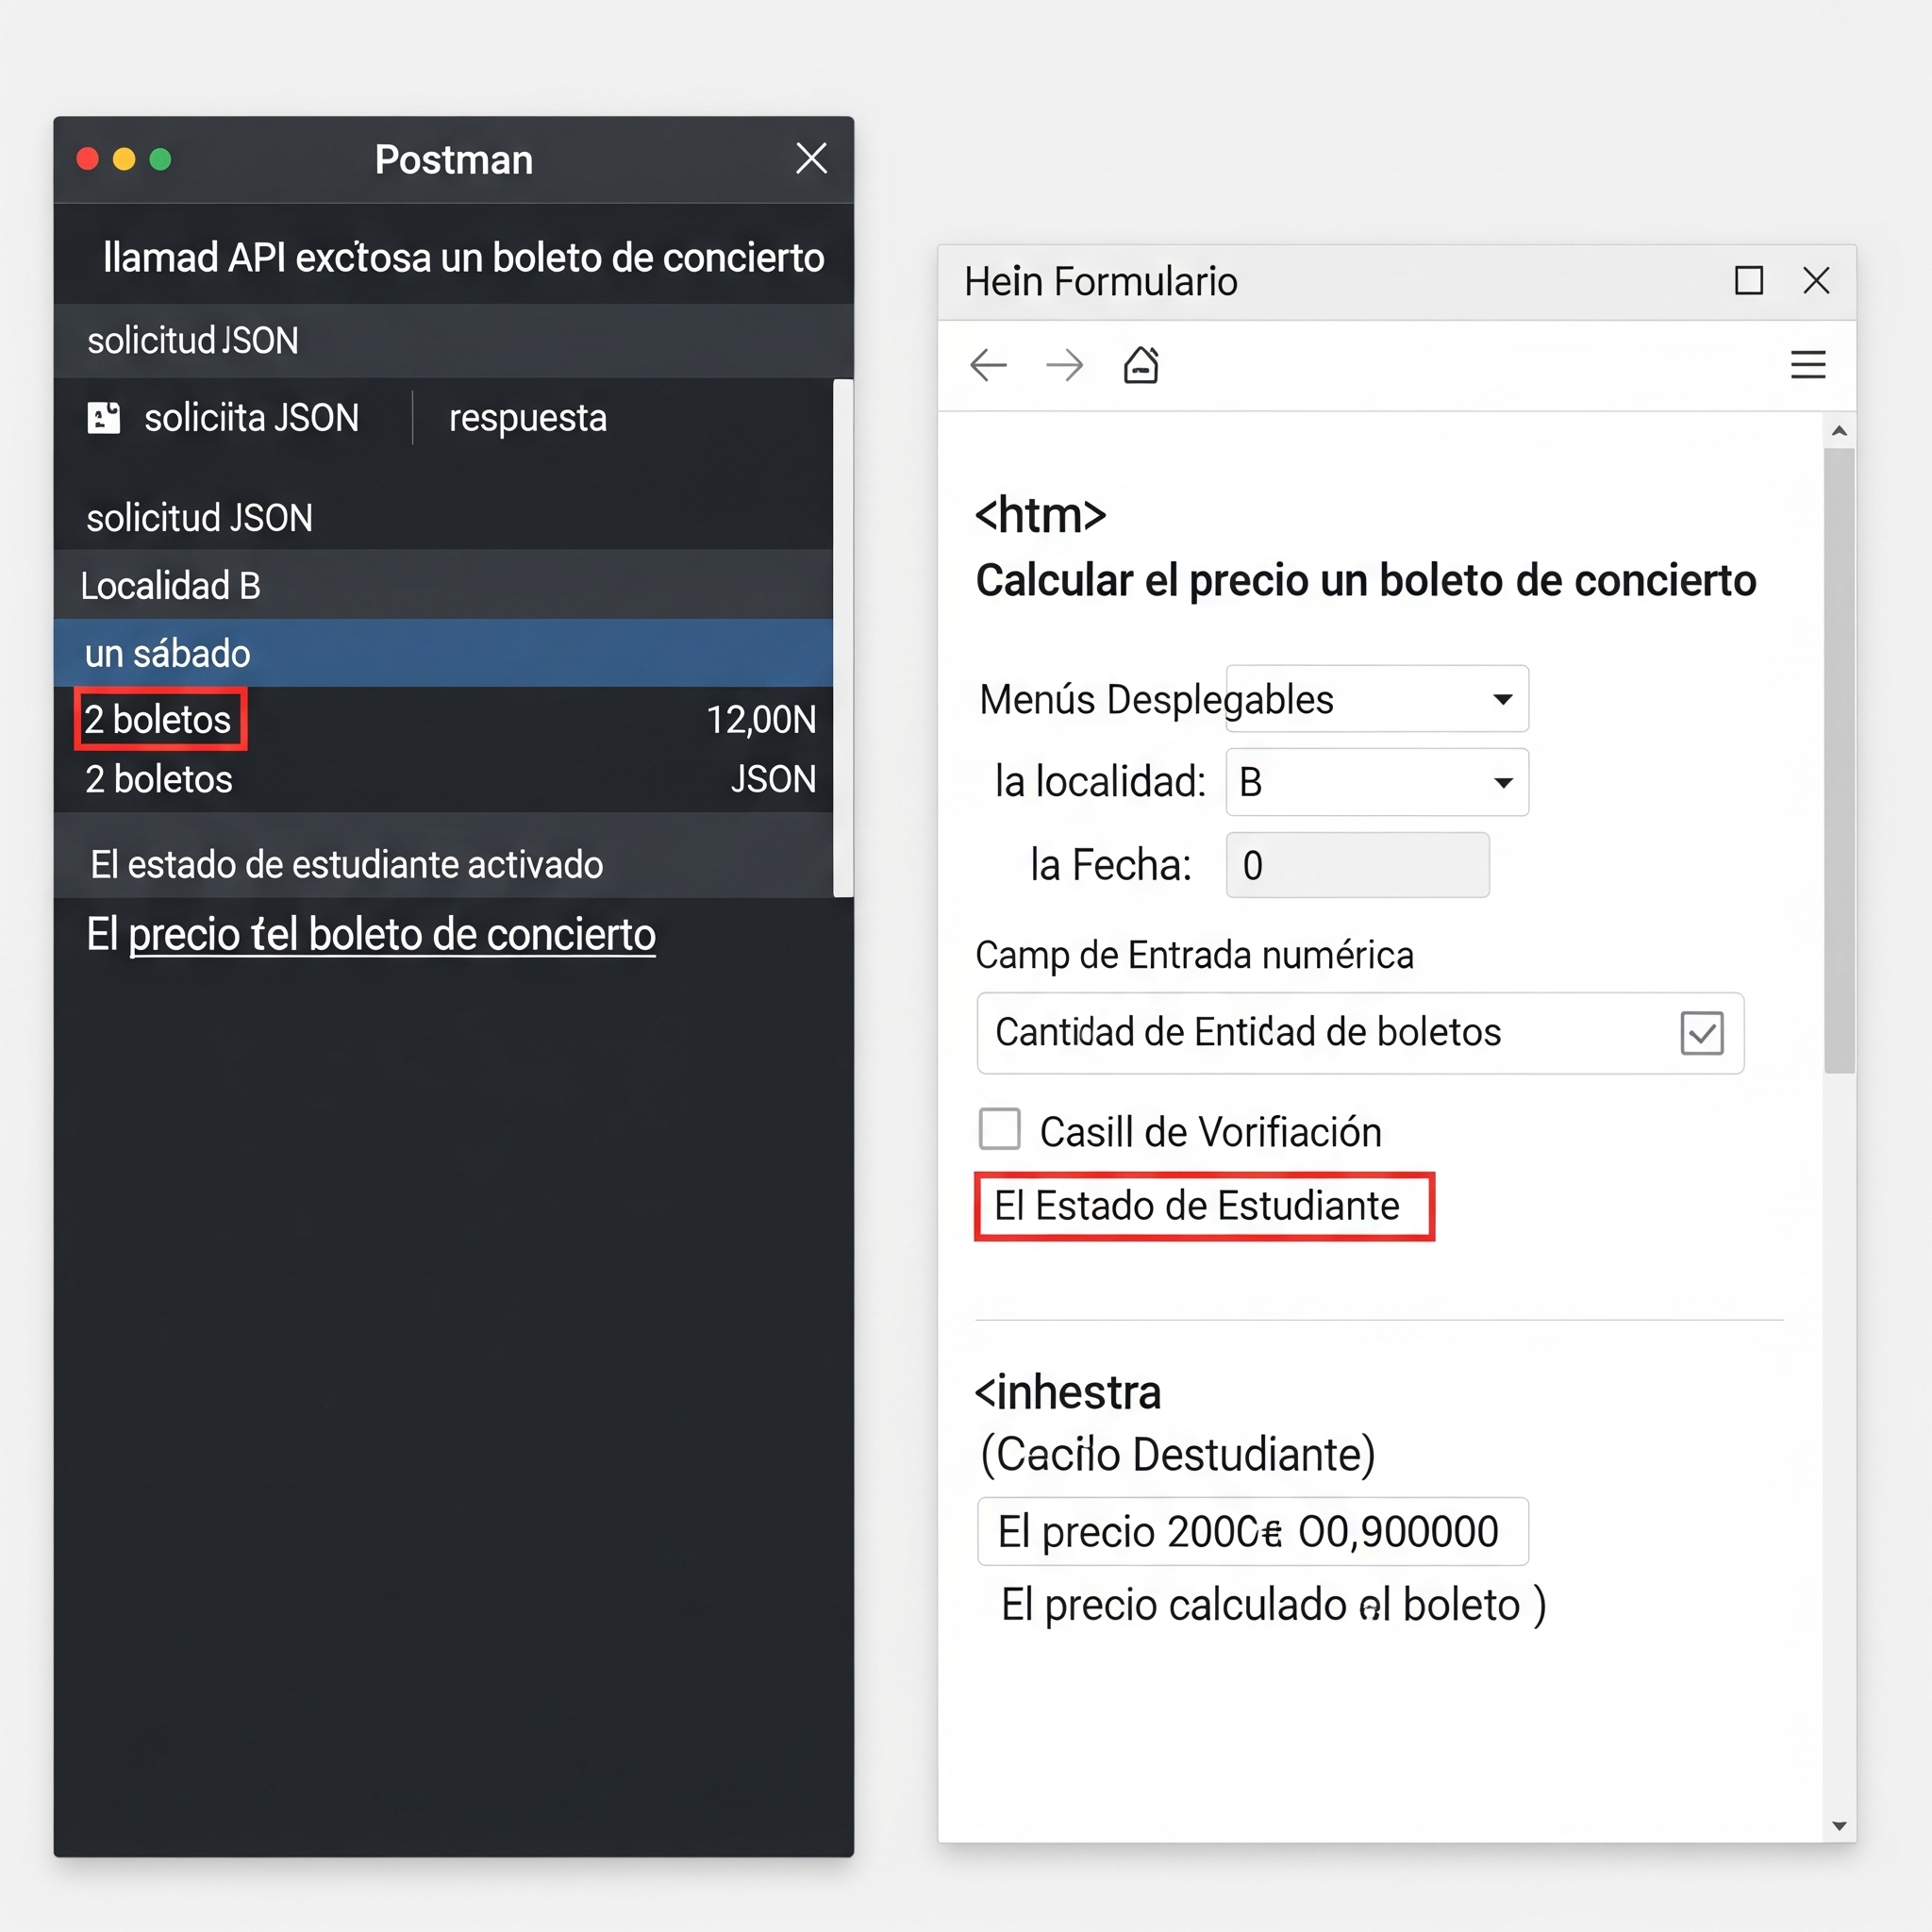 Postman
llamad API exctosa un boleto de concierto
solicitud JSON
soliciita JSON respuesta
solicitud JSON
Localidad B
un sábado
2 boletos 12,00N
2 boletos JSON
El estado de estudiante activado
El precio tel boleto de concierto
Hein Formulario
<htm>
Calcular el precio un boleto de concierto
Menús Desplegables
la localidad: B
la Fecha: 0
Camp de Entrada numérica
Cantidad de Entidad de boletos
Casill de Vorifiación
El Estado de Estudiante
<inhestra
Destudiante)
El precio 2000€ 00,900000
El precio calculado el boleto )